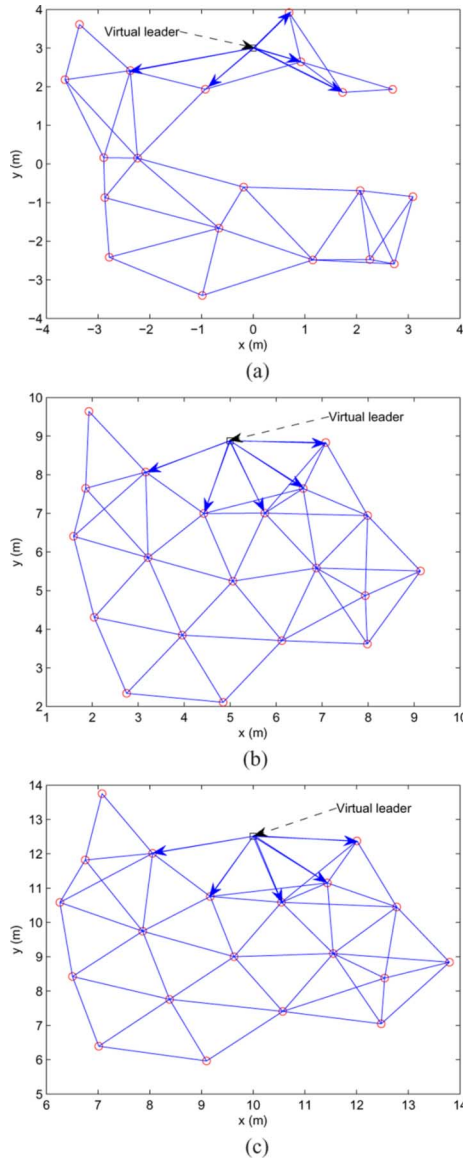 4
3
2
1
0
−1
−2
−3
−4
y (m)
Virtual leader
−4 −3 −2 −1 0 1 2 3 4
x (m)
(a)
10
9
8
7
6
5
4
3
2
y (m)
Virtual leader
1 2 3 4 5 6 7 8 9 10
x (m)
(b)
14
13
12
11
10
9
8
7
6
5
y (m)
Virtual leader
6 7 8 9 10 11 12 13 14
x (m)
(c)